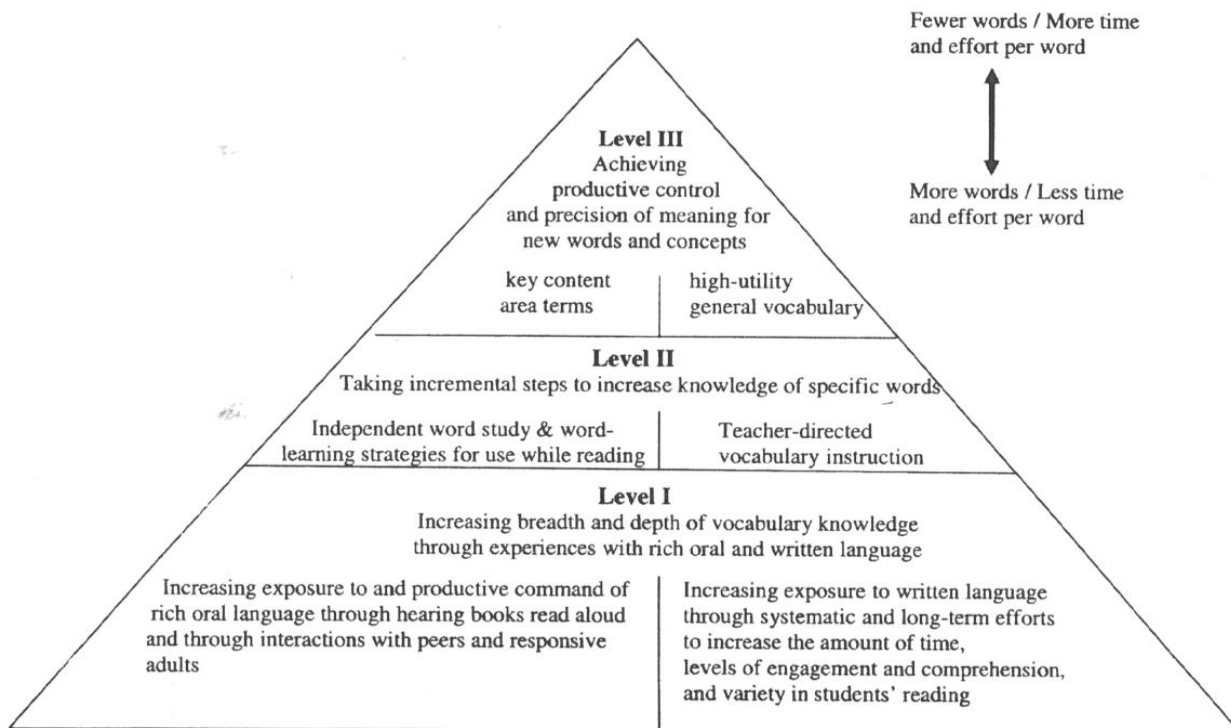 Fewer words / More time
and effort per word
More words / Less time
and effort per word
Level III
Achieving
productive control
and precision of meaning for
new words and concepts
key content
area terms
high-utility
general vocabulary
Level II
Taking incremental steps to increase knowledge of specific words
Independent word study & word-
learning strategies for use while reading
Teacher-directed
vocabulary instruction
Level I
Increasing breadth and depth of vocabulary knowledge
through experiences with rich oral and written language
Increasing exposure to and productive command of
rich oral language through hearing books read aloud
and through interactions with peers and responsive
adults
Increasing exposure to written language
through systematic and long-term efforts
to increase the amount of time,
levels of engagement and comprehension,
and variety in students' reading